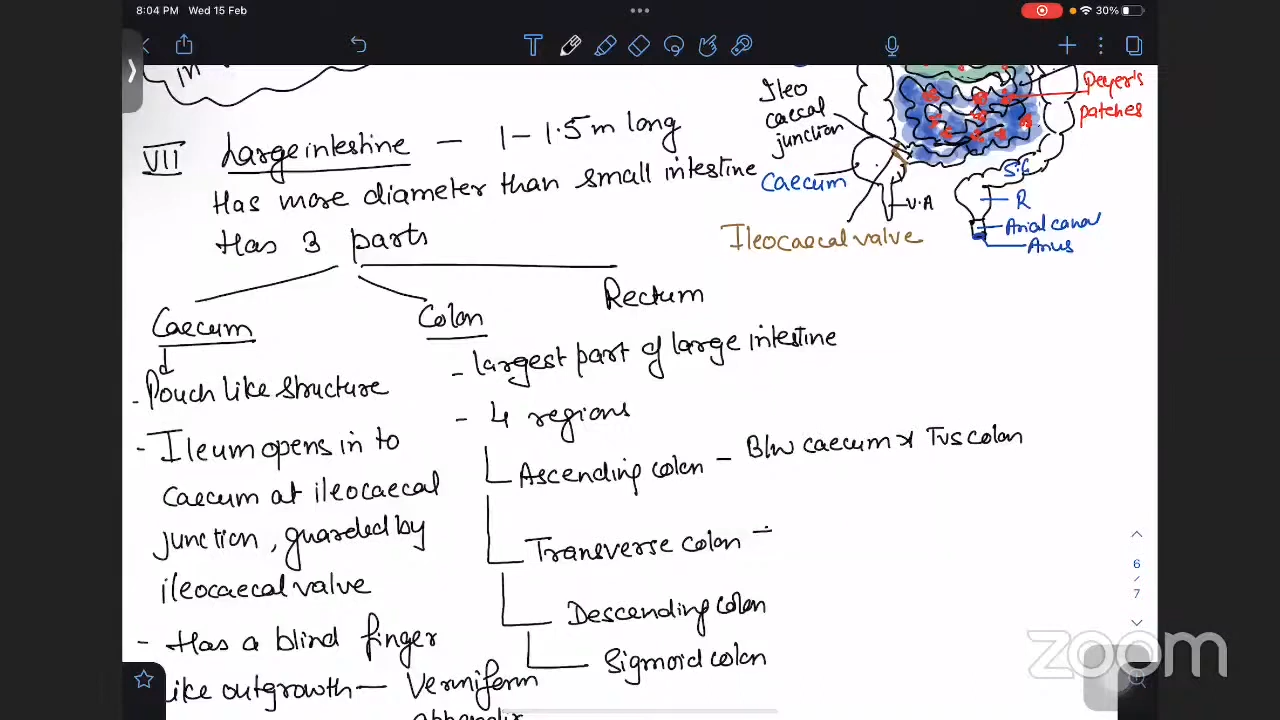 8:04 PM Wed 15 Feb
30%
VII Large intestine - 1-1.5m long
Has more diameter than small intestine
Has 3 parts
Caecum
Colon
Rectum
- Pouch like structure
- Ileum opens in to
caecum at ileocaecal
junction, guarded by
ileocaecal valve
- Has a blind finger
like outgrowth - Vermiform
appendix
- largest part of large intestine
- 4 regions
Ascending colon - B/w caecum & Tvs colon
Transverse colon -
Descending colon
Sigmoid colon
Ileo
caecal
junction
Caecum
Ileocaecal valve
V.A
Peyer's
patches
S.C
R
Anal canal
Anus
6
/
7
zoom